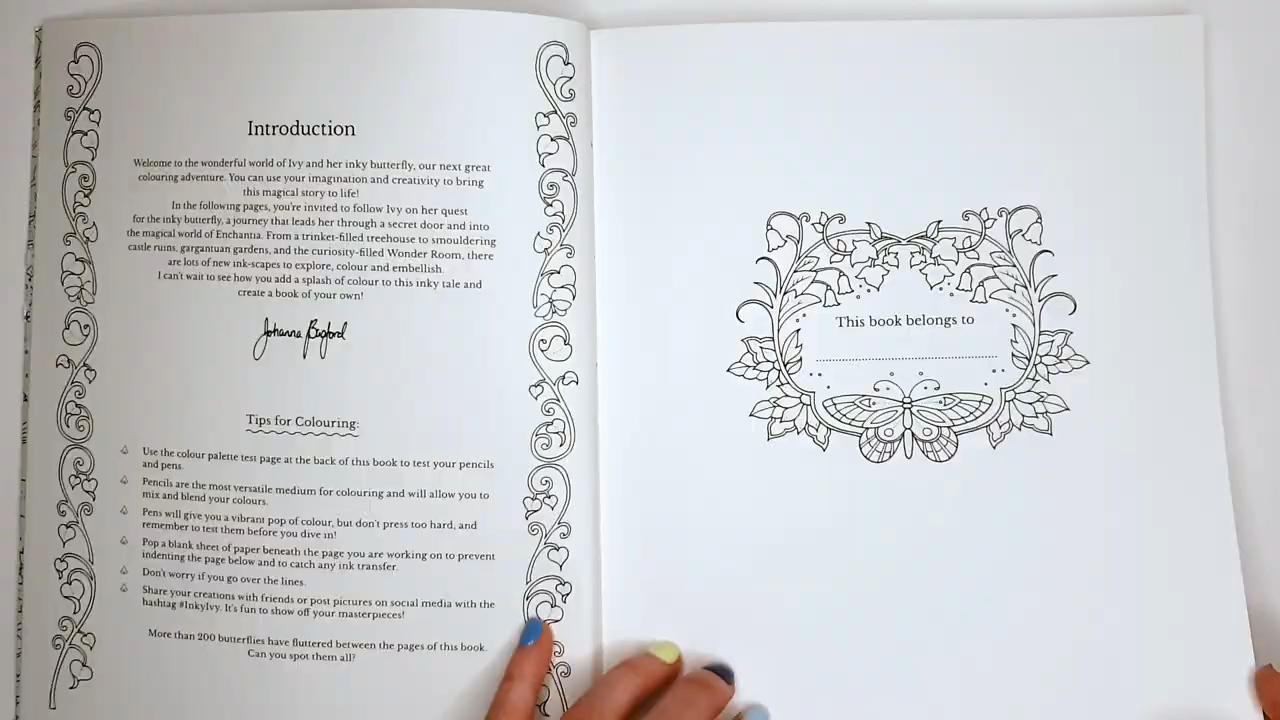 Introduction
Welcome to the wonderful world of Ivy and her inky butterfly, our next great
colouring adventure. You can use your imagination and creativity to bring
this magical story to life!
In the following pages, you're invited to follow Ivy on her quest
for the inky butterfly, a journey that leads her through a secret door and into
the magical world of Enchantia. From a trinket-filled treehouse to smouldering
castle ruins, gargantuan gardens, and the curiosity-filled Wonder Room, there
are lots of new ink-scapes to explore, colour and embellish.
I can't wait to see how you add a splash of colour to this inky tale and
create a book of your own!
Johanna Basford
Tips for Colouring:
Use the colour palette test page at the back of this book to test your pencils
and pens.
Pencils are the most versatile medium for colouring and will allow you to
mix and blend your colours.
Pens will give you a vibrant pop of colour, but don't press too hard, and
remember to test them before you dive in!
Pop a blank sheet of paper beneath the page you are working on to prevent
indenting the page below and to catch any ink transfer.
Don't worry if you go over the lines.
Share your creations with friends or post pictures on social media with the
hashtag #InkyIvy. It's fun to show off your masterpieces!
More than 200 butterflies have fluttered between the pages of this book.
Can you spot them all?
This book belongs to